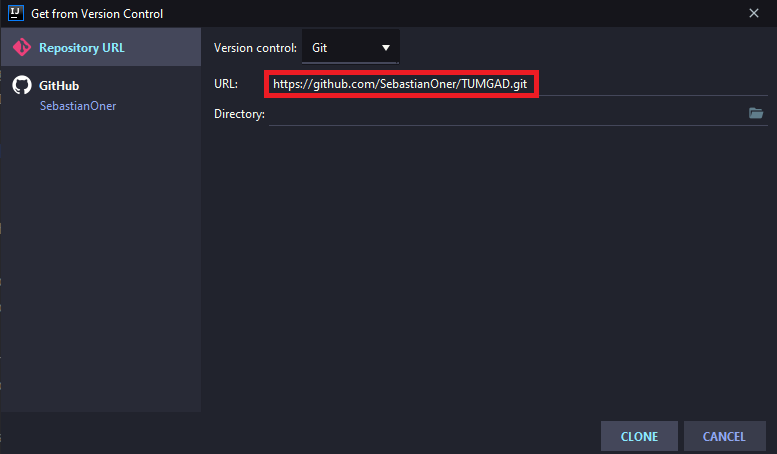 IJ
Get from Version Control
Repository URL
Version control: Git
GitHub
SebastianOner
URL: https://github.com/SebastianOner/TUMGAD.git
Directory:
CLONE
CANCEL